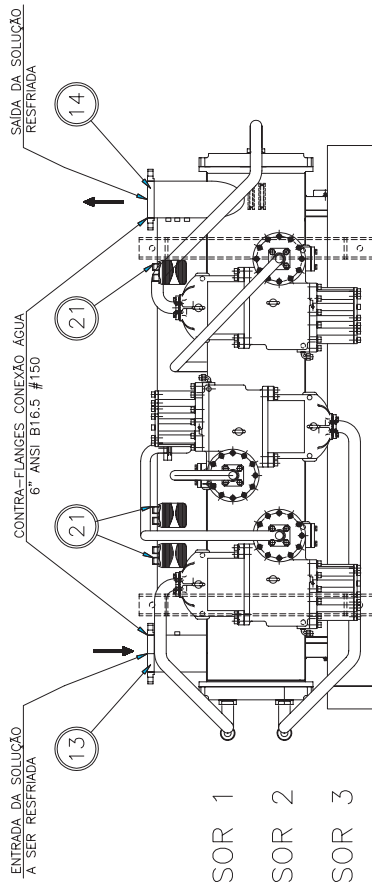 ENTRADA DA SOLUÇÃO
A SER RESFRIADA
CONTRA-FLANGES CONEXÃO ÁGUA
6" ANSI B16.5 #150
SAÍDA DA SOLUÇÃO
RESFRIADA
13
21
21
14
SOR 1
SOR 2
SOR 3